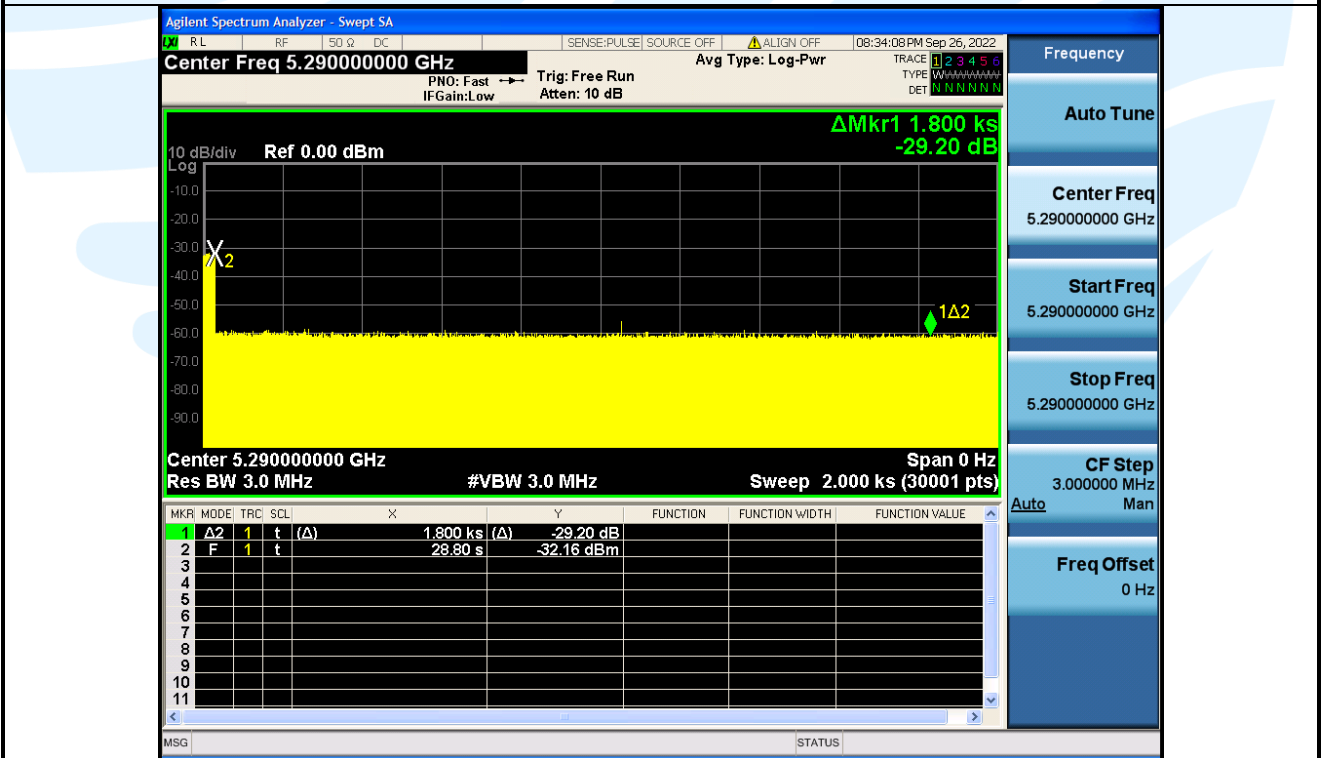 Agilent Spectrum Analyzer - Swept SA
LXI RL RF 50 Ω DC SENSE:PULSE SOURCE OFF ALIGN OFF 08:34:08 PM Sep 26, 2022
Center Freq 5.290000000 GHz
PNO: Fast
IFGain:Low
Trig: Free Run
Atten: 10 dB
Avg Type: Log-Pwr
TRACE 1 2 3 4 5 6
TYPE
DET N N N N N N
ΔMkr1 1.800 ks
-29.20 dB
10 dB/div Ref 0.00 dBm
Log
-10.0
-20.0
-30.0
-40.0
-50.0
-60.0
-70.0
-80.0
-90.0
2
1Δ2
Center 5.290000000 GHz Span 0 Hz
Res BW 3.0 MHz #VBW 3.0 MHz Sweep 2.000 ks (30001 pts)
MKR MODE TRC SCL X Y FUNCTION FUNCTION WIDTH FUNCTION VALUE
1 Δ2 1 t (Δ) 1.800 ks (Δ) -29.20 dB
2 F 1 t 28.80 s -32.16 dBm
3
4
5
6
7
8
9
10
11
MSG STATUS
Frequency
Auto Tune
Center Freq
5.290000000 GHz
Start Freq
5.290000000 GHz
Stop Freq
5.290000000 GHz
CF Step
3.000000 MHz
Auto Man
Freq Offset
0 Hz